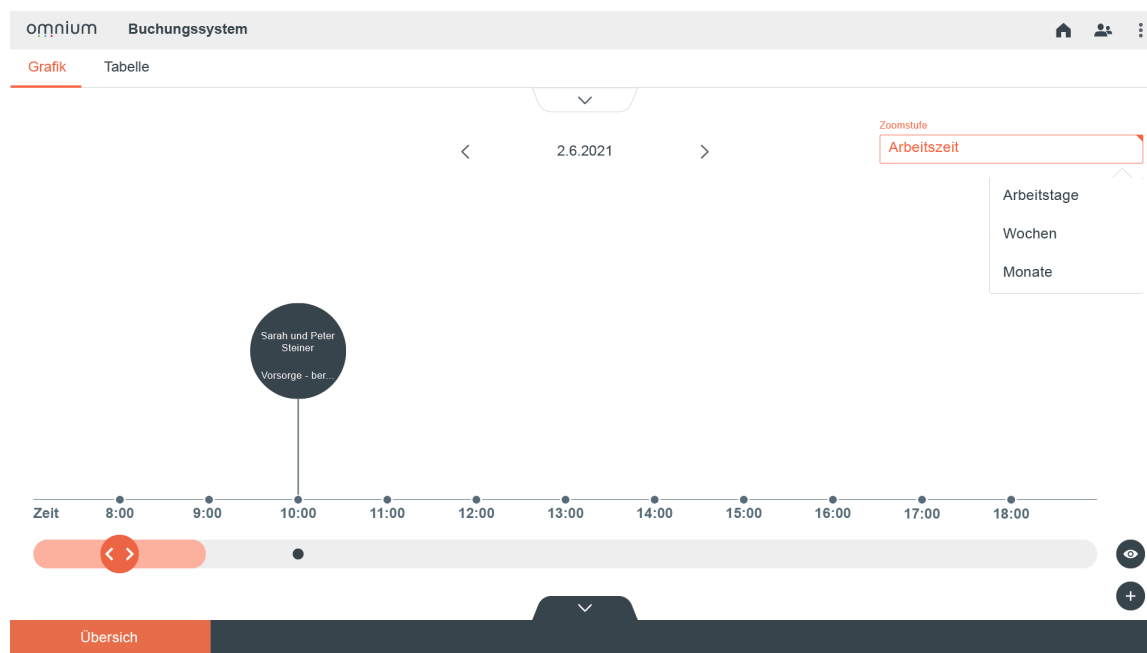 omnium Buchungssystem
Grafik Tabelle
Zoomstufe
2.6.2021 Arbeitszeit
Arbeitstage
Wochen
Monate
Sarah und Peter
Steiner
Vorsorge - ber...
Zeit 8:00 9:00 10:00 11:00 12:00 13:00 14:00 15:00 16:00 17:00 18:00
Übersich